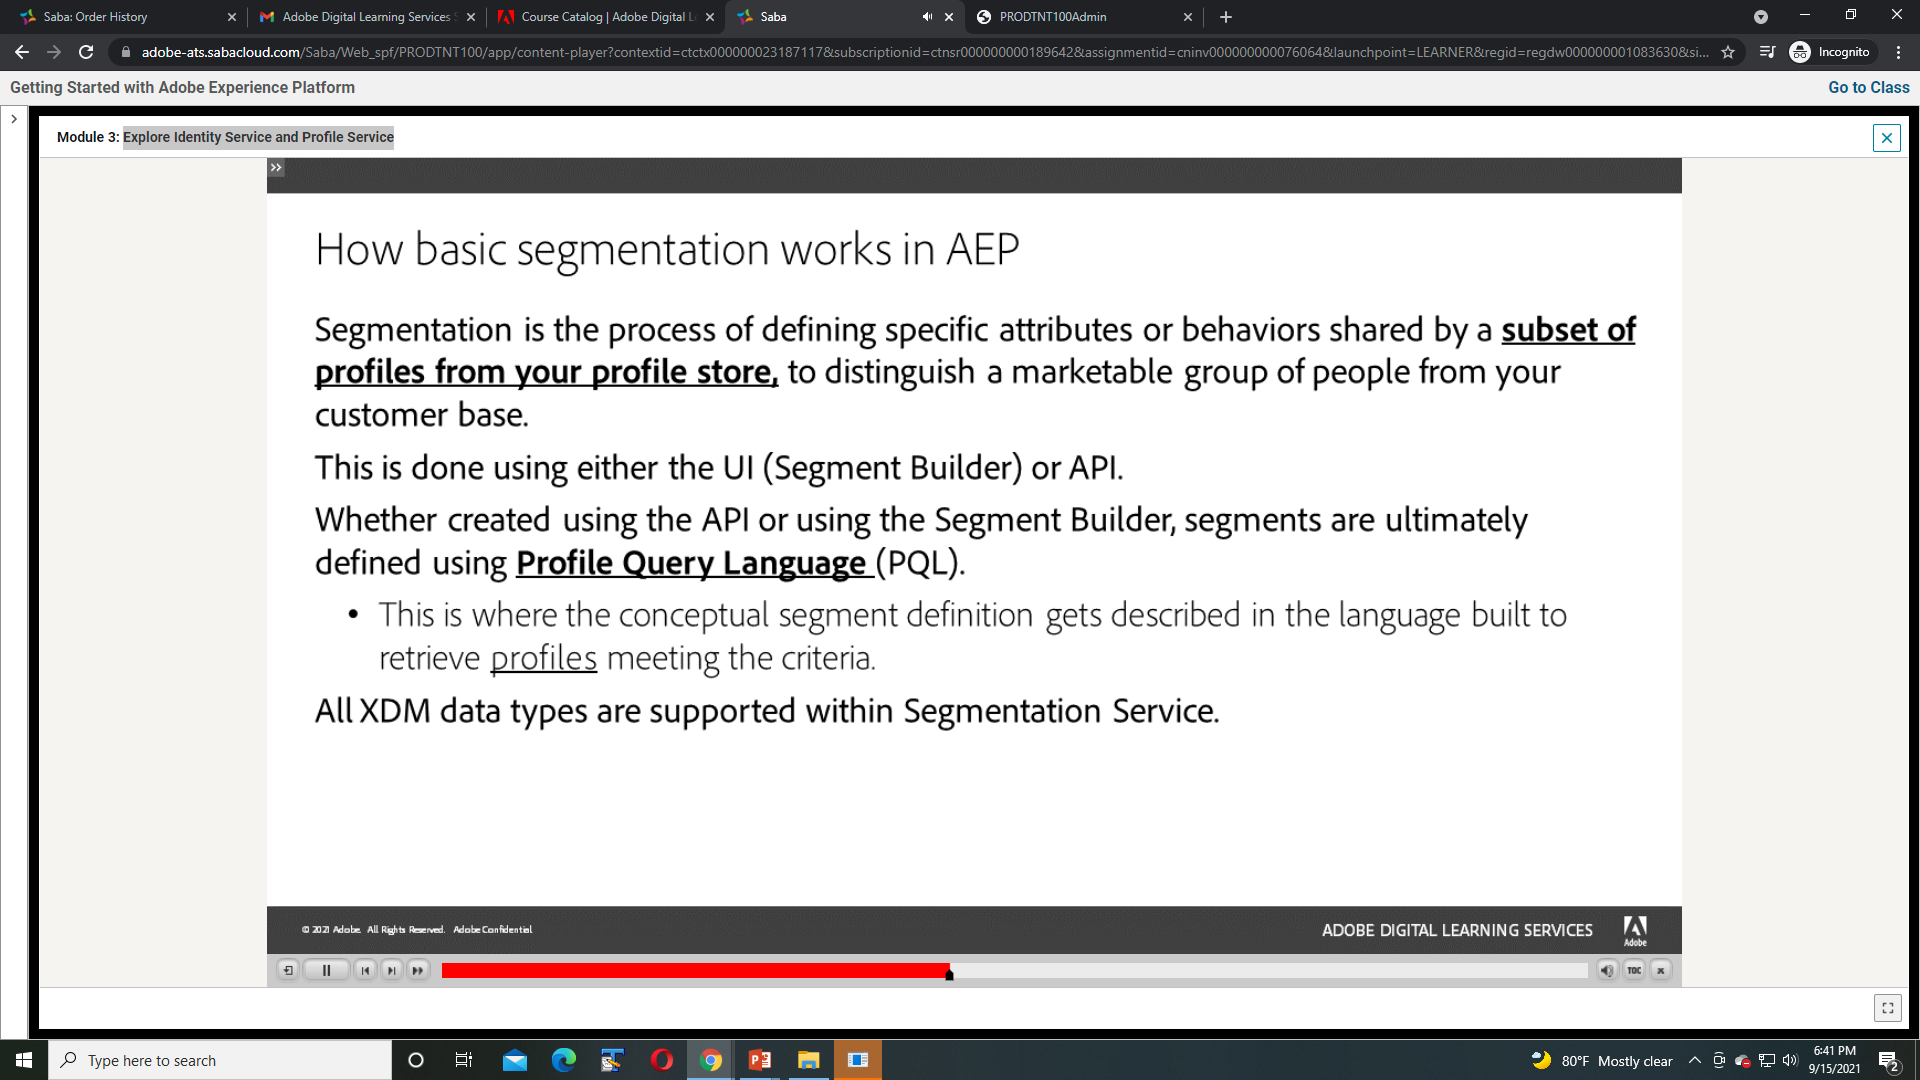 Saba: Order History
Adobe Digital Learning Services S
Course Catalog | Adobe Digital L
Saba
PRODTNT100Admin
adobe-ats.sabacloud.com/Saba/Web_spf/PRODTNT100/app/content-player?contextid=ctctx000000023187117&subscriptionid=ctnsr000000000189642&assignmentid=cninv000000000076064&launchpoint=LEARNER&regid=regdw000000001083630&si...
Incognito
Getting Started with Adobe Experience Platform
Go to Class
Module 3: Explore Identity Service and Profile Service
How basic segmentation works in AEP
Segmentation is the process of defining specific attributes or behaviors shared by a subset of
profiles from your profile store, to distinguish a marketable group of people from your
customer base.
This is done using either the UI (Segment Builder) or API.
Whether created using the API or using the Segment Builder, segments are ultimately
defined using Profile Query Language (PQL).
• This is where the conceptual segment definition gets described in the language built to
retrieve profiles meeting the criteria.
All XDM data types are supported within Segmentation Service.
© 2021 Adobe. All Rights Reserved. Adobe Confidential.
ADOBE DIGITAL LEARNING SERVICES
Adobe
TOC
Type here to search
80°F Mostly clear
6:41 PM
9/15/2021
2